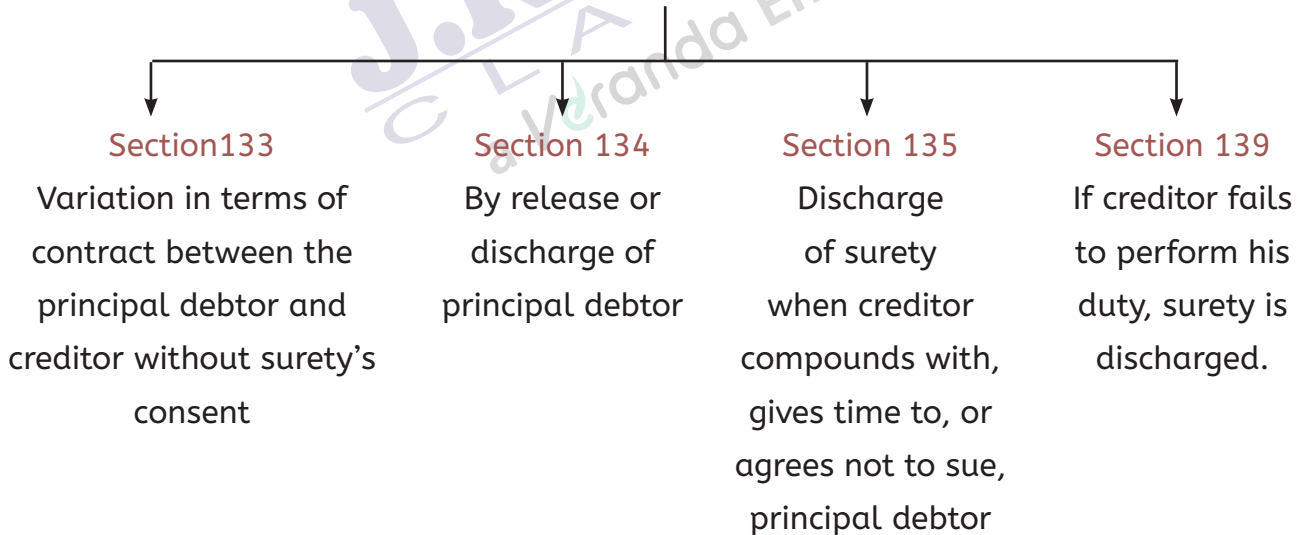 J.
C L A
a Veranda En
Section133
Variation in terms of
contract between the
principal debtor and
creditor without surety’s
consent
Section 134
By release or
discharge of
principal debtor
Section 135
Discharge
of surety
when creditor
compounds with,
gives time to, or
agrees not to sue,
principal debtor
Section 139
If creditor fails
to perform his
duty, surety is
discharged.